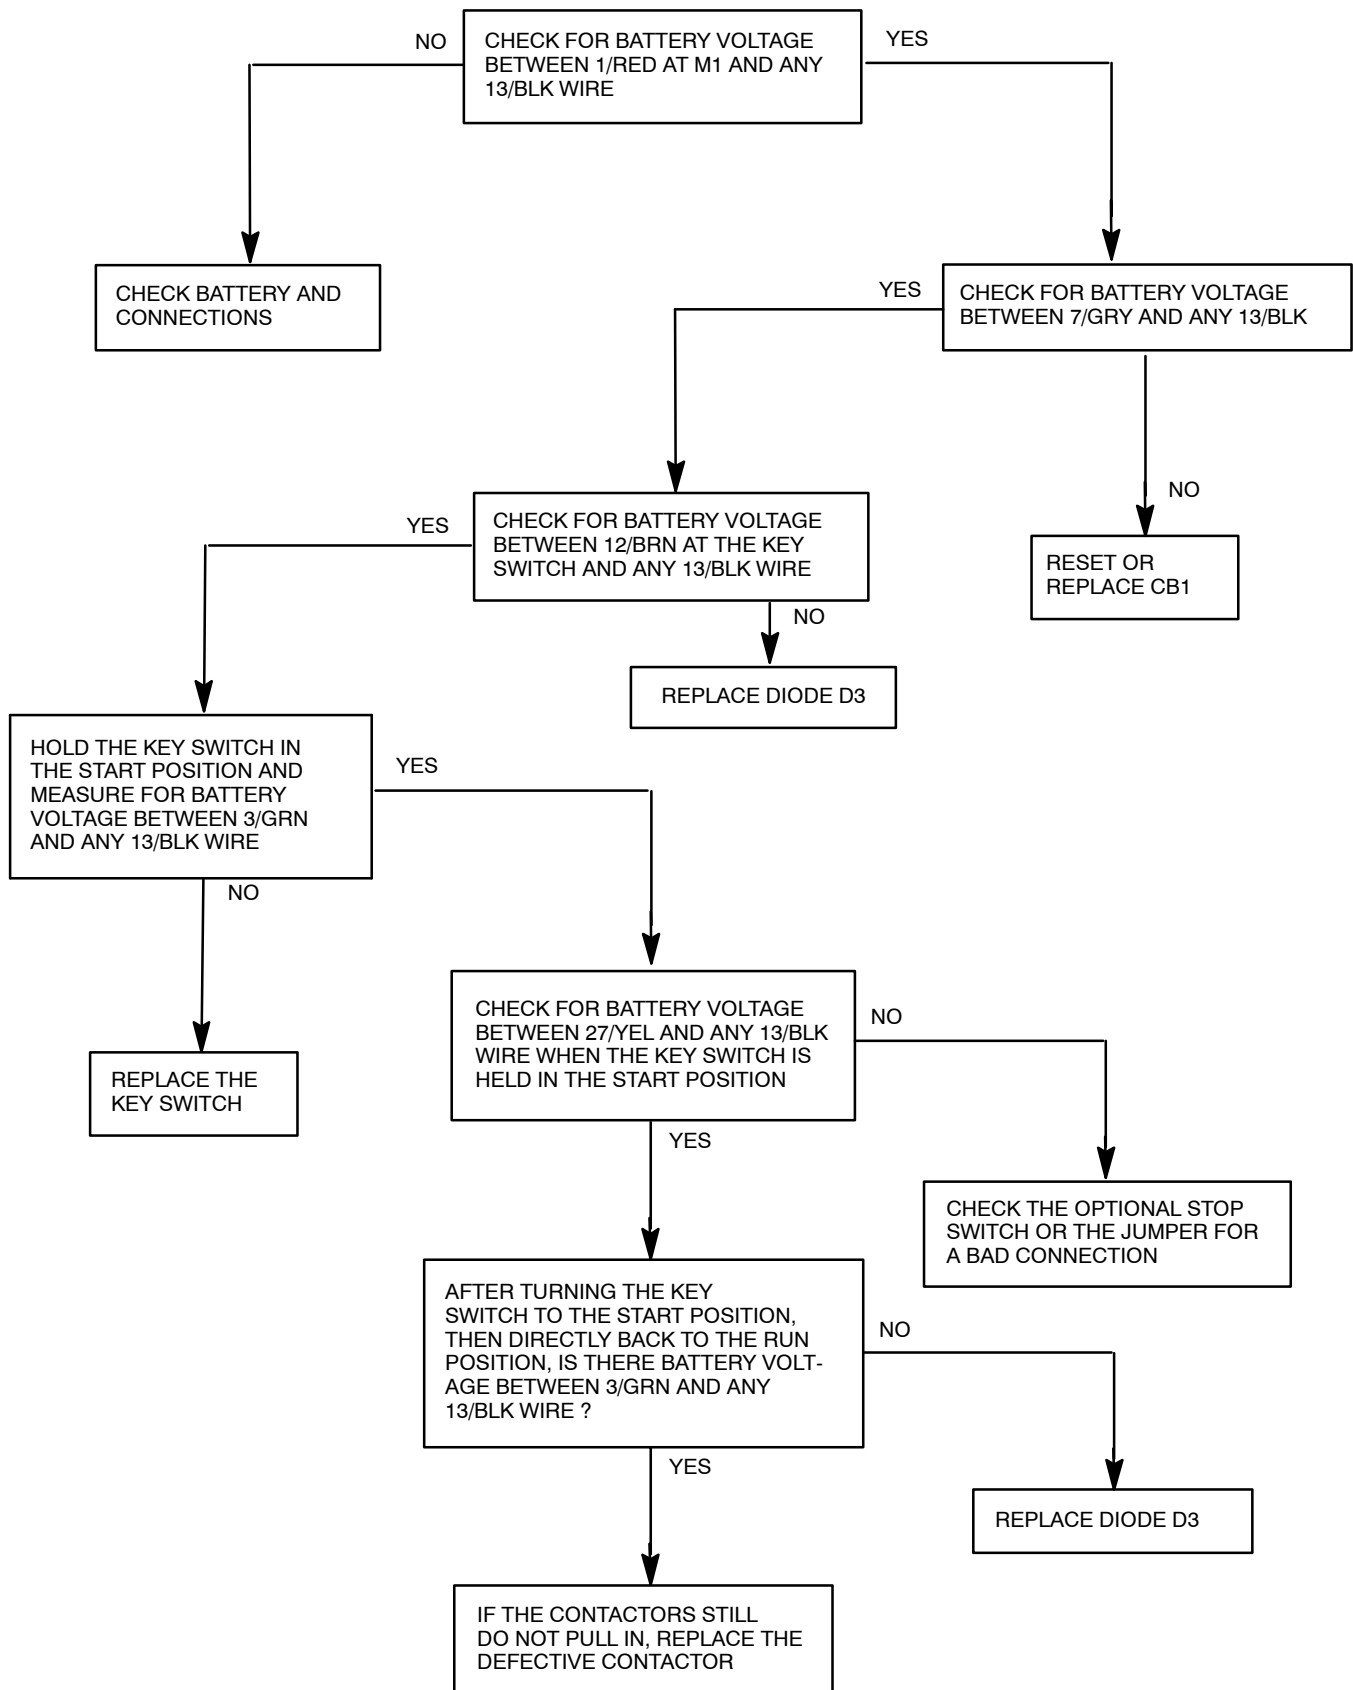 NO
CHECK FOR BATTERY VOLTAGE
BETWEEN 1/RED AT M1 AND ANY
13/BLK WIRE
YES
CHECK BATTERY AND
CONNECTIONS
YES
CHECK FOR BATTERY VOLTAGE
BETWEEN 7/GRY AND ANY 13/BLK
NO
RESET OR
REPLACE CB1
YES
CHECK FOR BATTERY VOLTAGE
BETWEEN 12/BRN AT THE KEY
SWITCH AND ANY 13/BLK WIRE
NO
REPLACE DIODE D3
HOLD THE KEY SWITCH IN
THE START POSITION AND
MEASURE FOR BATTERY
VOLTAGE BETWEEN 3/GRN
AND ANY 13/BLK WIRE
YES
NO
REPLACE THE
KEY SWITCH
CHECK FOR BATTERY VOLTAGE
BETWEEN 27/YEL AND ANY 13/BLK
WIRE WHEN THE KEY SWITCH IS
HELD IN THE START POSITION
NO
YES
CHECK THE OPTIONAL STOP
SWITCH OR THE JUMPER FOR
A BAD CONNECTION
AFTER TURNING THE KEY
SWITCH TO THE START POSITION,
THEN DIRECTLY BACK TO THE RUN
POSITION, IS THERE BATTERY VOLT-
AGE BETWEEN 3/GRN AND ANY
13/BLK WIRE ?
NO
YES
REPLACE DIODE D3
IF THE CONTACTORS STILL
DO NOT PULL IN, REPLACE THE
DEFECTIVE CONTACTOR